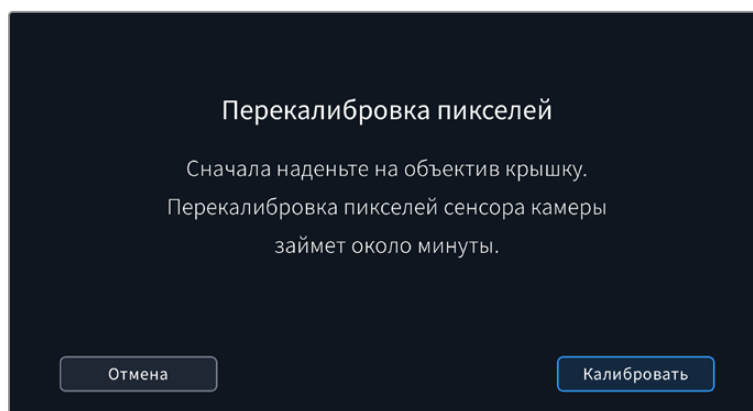 Перекалибровка пикселей
Сначала наденьте на объектив крышку.
Перекалибровка пикселей сенсора камеры
займет около минуты.
Отмена
Калибровать